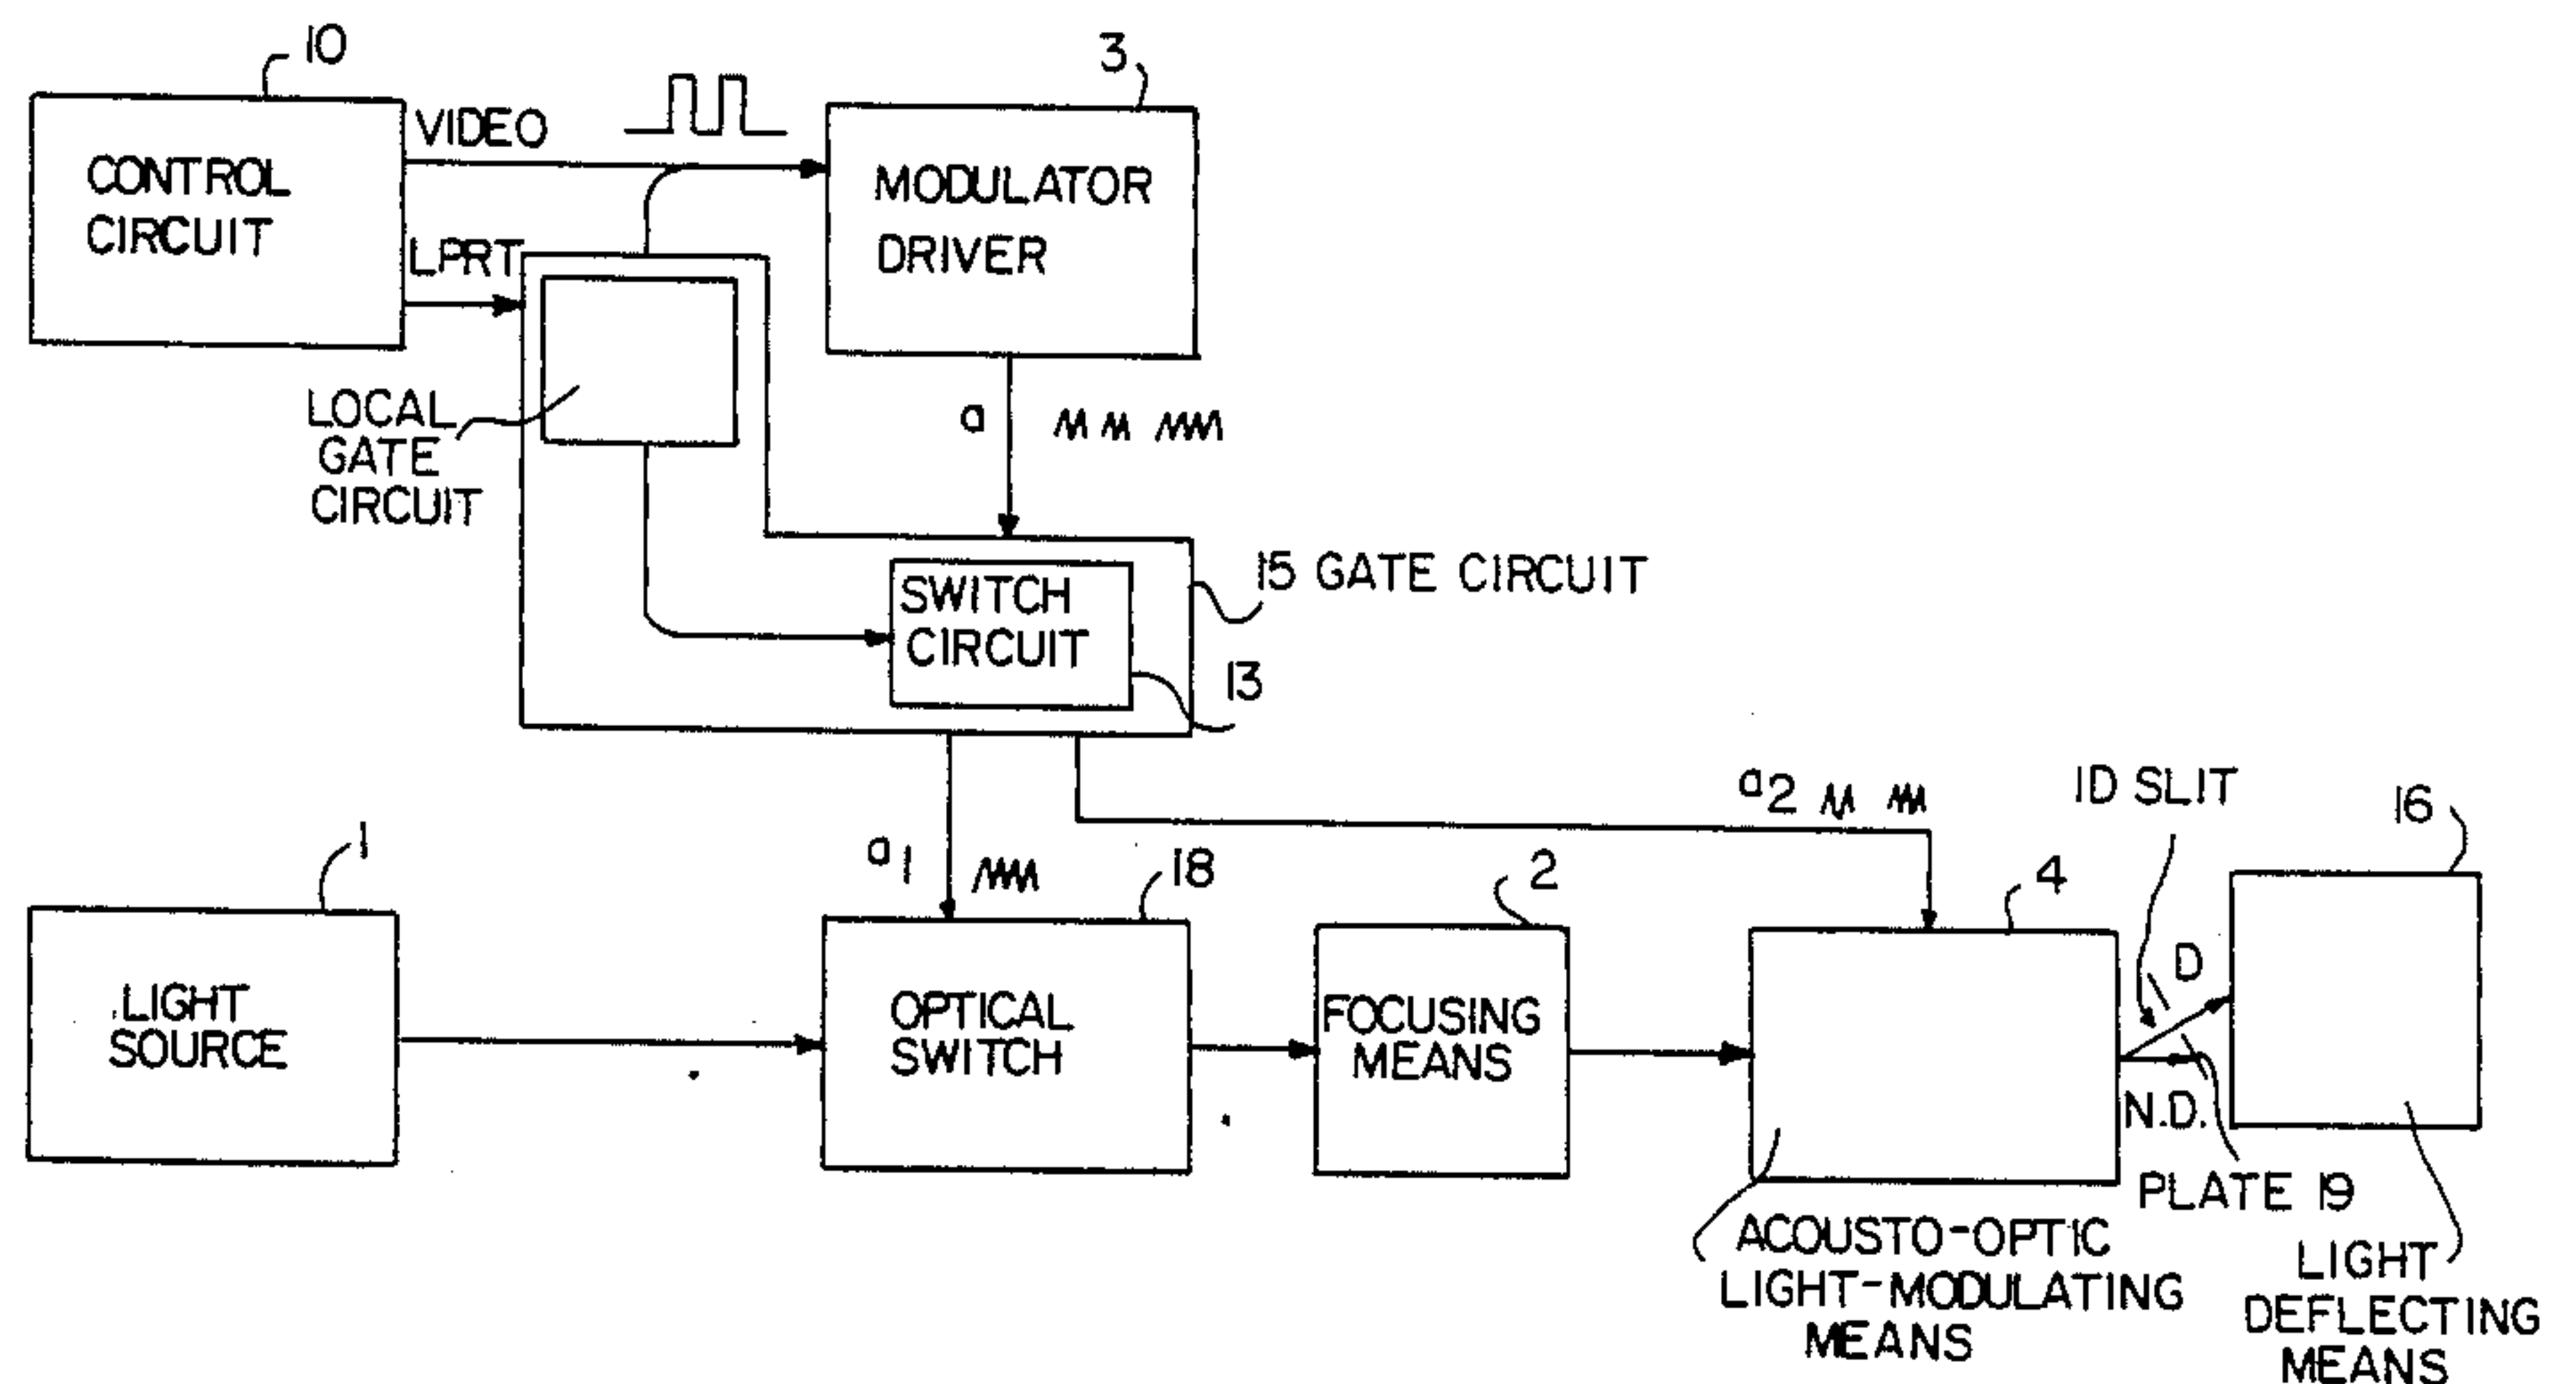 10
3
VIDEO
CONTROL
CIRCUIT
MODULATOR
DRIVER
LPRT
LOCAL
GATE
CIRCUIT
a
15 GATE CIRCUIT
SWITCH
CIRCUIT
13
a2
1D SLIT
16
1
a1
18
2
4
D
LIGHT
SOURCE
OPTICAL
SWITCH
FOCUSING
MEANS
N.D.
PLATE 19
ACOUSTO-OPTIC
LIGHT-MODULATING
MEANS
LIGHT
DEFLECTING
MEANS